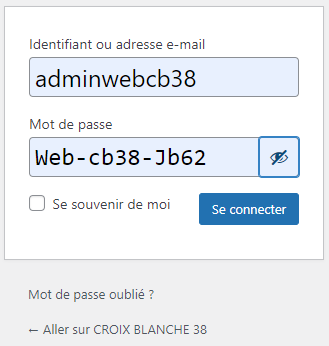 Identifiant ou adresse e-mail
adminwebcb38
Mot de passe
Web-cb38-Jb62
Se souvenir de moi
Se connecter
Mot de passe oublié ?
← Aller sur CROIX BLANCHE 38